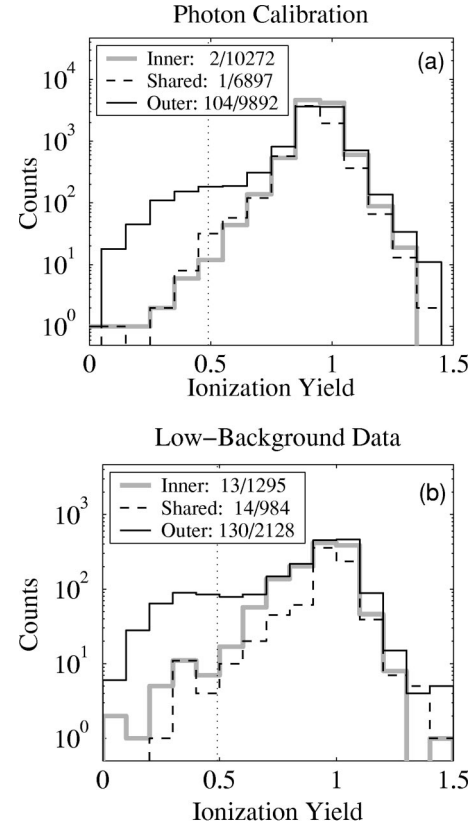 Photon Calibration
(a)
Inner: 2/10272
Shared: 1/6897
Outer: 104/9892
10^4
10^3
10^2
10^1
10^0
Counts
0 0.5 1 1.5
Ionization Yield
Low−Background Data
(b)
Inner: 13/1295
Shared: 14/984
Outer: 130/2128
10^3
10^2
10^1
10^0
Counts
0 0.5 1 1.5
Ionization Yield